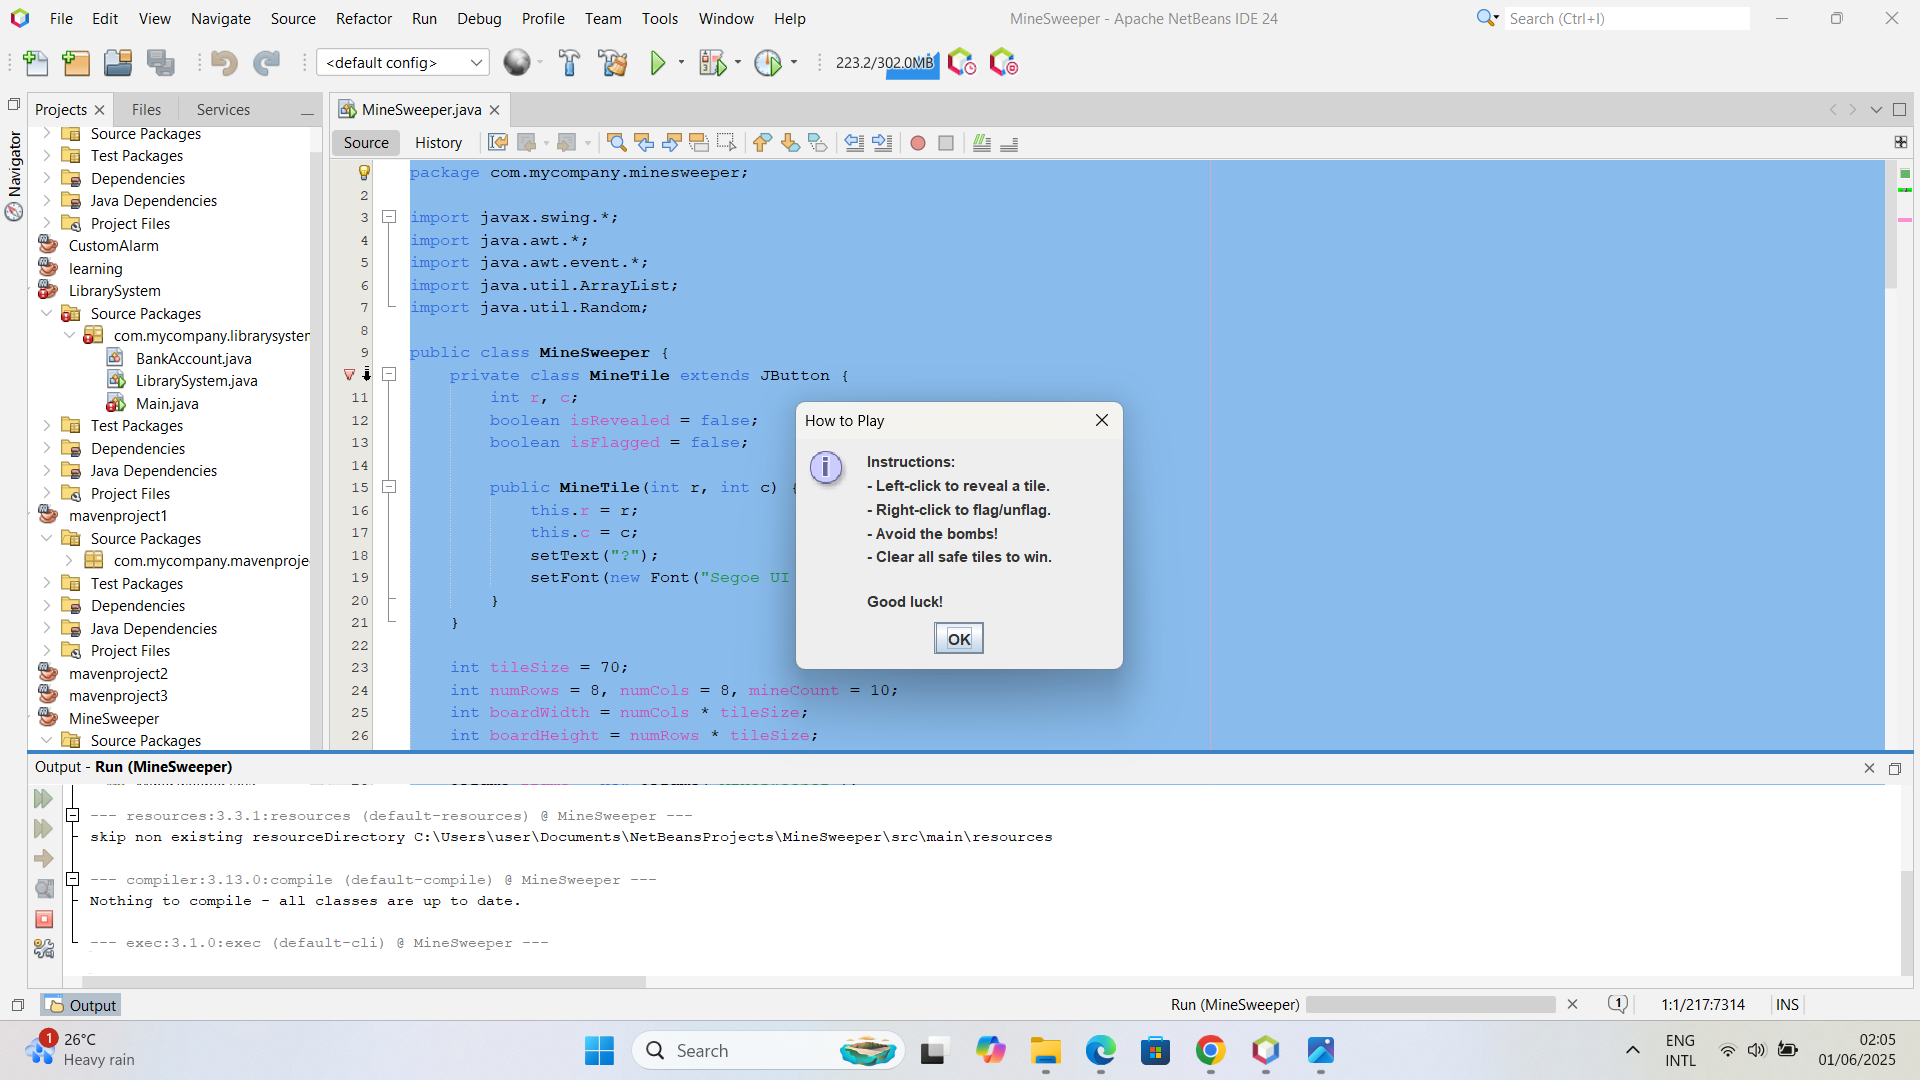 File Edit View Navigate Source Refactor Run Debug Profile Team Tools Window Help
MineSweeper - Apache NetBeans IDE 24
Search (Ctrl+I)
<default config>
223.2/302.0MB
Navigator
Projects
Files
Services
Source Packages
Test Packages
Dependencies
Java Dependencies
Project Files
CustomAlarm
learning
LibrarySystem
Source Packages
com.mycompany.librarysyster
BankAccount.java
LibrarySystem.java
Main.java
Test Packages
Dependencies
Java Dependencies
Project Files
mavenproject1
Source Packages
com.mycompany.mavenproje
Test Packages
Dependencies
Java Dependencies
Project Files
mavenproject2
mavenproject3
MineSweeper
Source Packages
MineSweeper.java
Source
History
package com.mycompany.minesweeper;
2
3 import javax.swing.*;
4 import java.awt.*;
5 import java.awt.event.*;
6 import java.util.ArrayList;
7 import java.util.Random;
8
9 public class MineSweeper {
private class MineTile extends JButton {
11 int r, c;
12 boolean isRevealed = false;
13 boolean isFlagged = false;
14
15 public MineTile(int r, int c) {
16 this.r = r;
17 this.c = c;
18 setText("?");
19 setFont(new Font("Segoe UI
20 }
21 }
22
23 int tileSize = 70;
24 int numRows = 8, numCols = 8, mineCount = 10;
25 int boardWidth = numCols * tileSize;
26 int boardHeight = numRows * tileSize;
How to Play
Instructions:
- Left-click to reveal a tile.
- Right-click to flag/unflag.
- Avoid the bombs!
- Clear all safe tiles to win.
Good luck!
OK
Output - Run (MineSweeper)
--- resources:3.3.1:resources (default-resources) @ MineSweeper ---
skip non existing resourceDirectory C:\Users\user\Documents\NetBeansProjects\MineSweeper\src\main\resources
--- compiler:3.13.0:compile (default-compile) @ MineSweeper ---
Nothing to compile - all classes are up to date.
--- exec:3.1.0:exec (default-cli) @ MineSweeper ---
Output
Run (MineSweeper)
1
1:1/217:7314
INS
1
26°C
Heavy rain
Search
ENG
INTL
02:05
01/06/2025